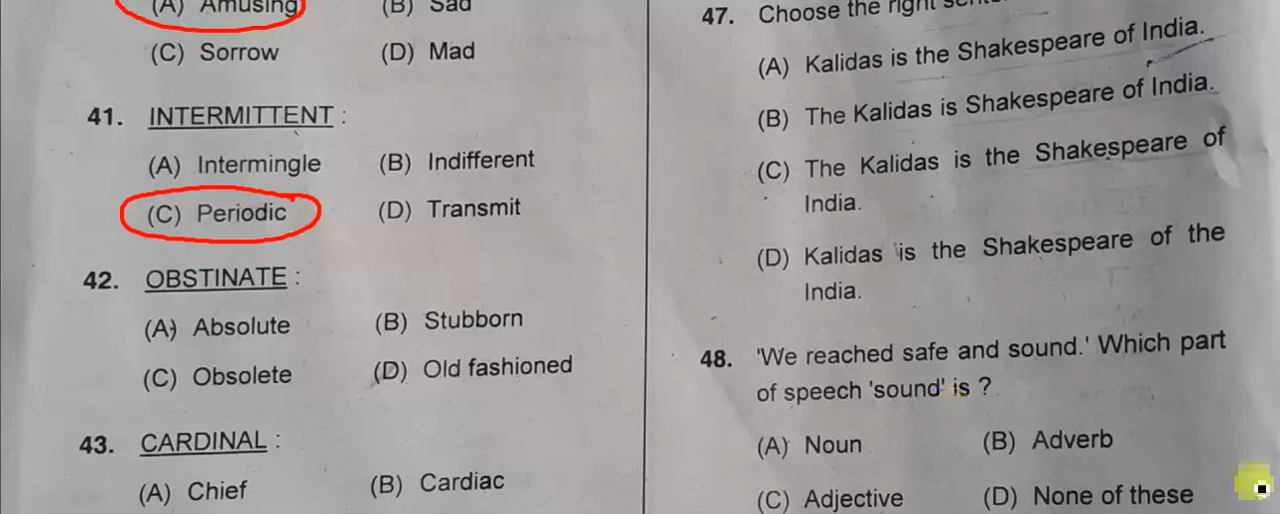 (A) Amusing (B) Sad
(C) Sorrow (D) Mad
41. INTERMITTENT :
(A) Intermingle (B) Indifferent
(C) Periodic (D) Transmit
42. OBSTINATE :
(A) Absolute (B) Stubborn
(C) Obsolete (D) Old fashioned
43. CARDINAL :
(A) Chief (B) Cardiac
47. Choose the right
(A) Kalidas is the Shakespeare of India.
(B) The Kalidas is Shakespeare of India.
(C) The Kalidas is the Shakespeare of
India.
(D) Kalidas is the Shakespeare of the
India.
48. 'We reached safe and sound.' Which part
of speech 'sound' is ?
(A) Noun (B) Adverb
(C) Adjective (D) None of these